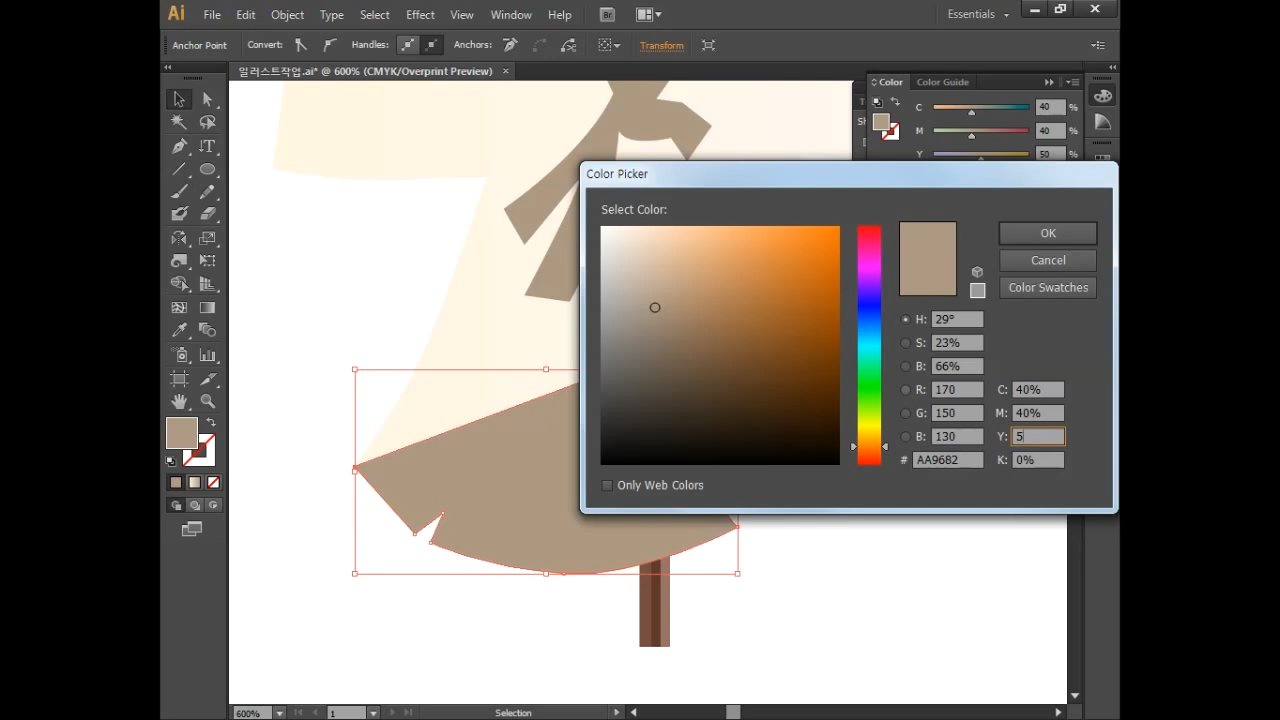 Ai File Edit Object Type Select Effect View Window Help Br Essentials
Anchor Point Convert: Handles: Anchors: Transform
일러스트작업.ai* @ 600% (CMYK/Overprint Preview) ×
Color Color Guide
C 40 %
M 40 %
Y 50 %
Color Picker
Select Color:
OK
Cancel
Color Swatches
H: 29°
S: 23%
B: 66%
R: 170 C: 40%
G: 150 M: 40%
B: 130 Y: 5
# AA9682 K: 0%
Only Web Colors
600% 1 Selection